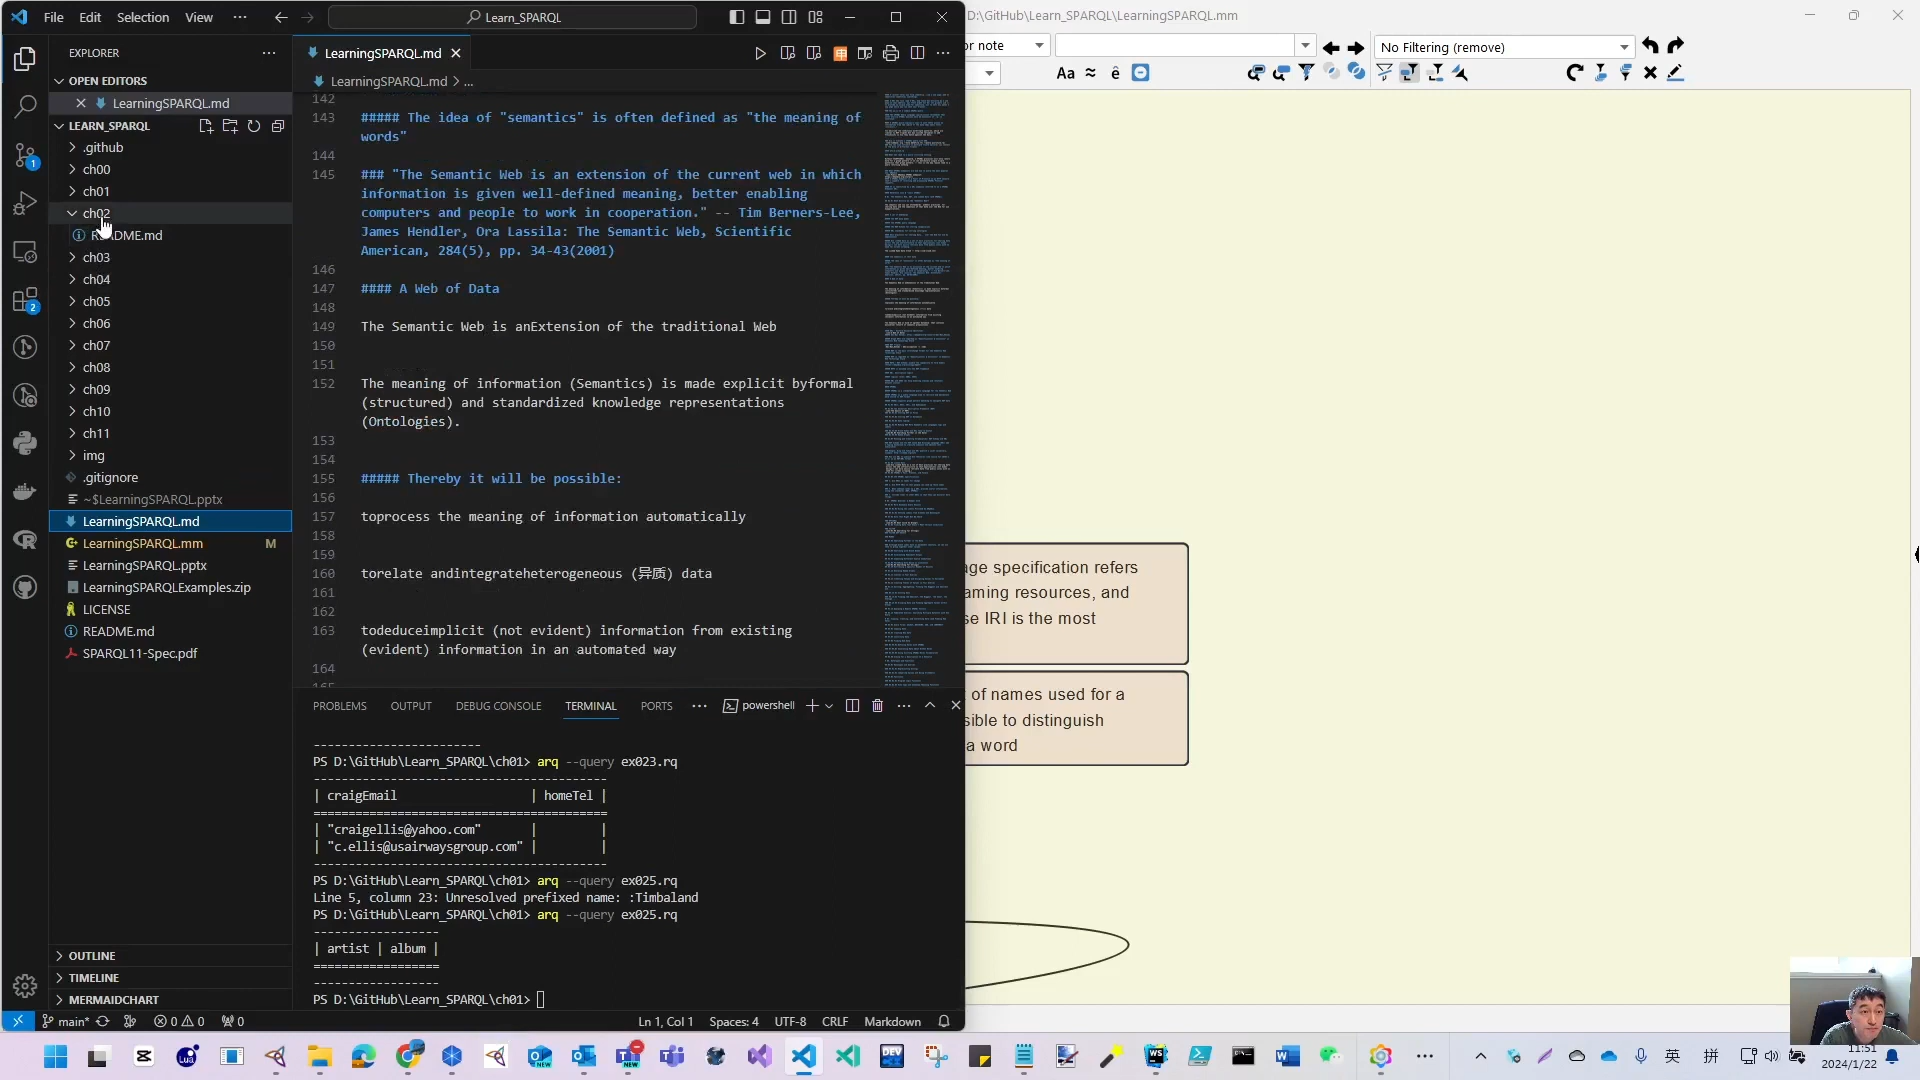 File Edit Selection View ··· Learn_SPARQL
D:\GitHub\Learn_SPARQL\LearningSPARQL.mm
EXPLORER
LearningSPARQL.md
or note
No Filtering (remove)
OPEN EDITORS
LearningSPARQL.md > ...
Aa ≈ ê
LearningSPARQL.md
LEARN_SPARQL
.github
ch00
ch01
ch02
README.md
ch03
ch04
ch05
ch06
ch07
ch08
ch09
ch10
ch11
img
.gitignore
~$LearningSPARQL.pptx
LearningSPARQL.md
LearningSPARQL.mm M
LearningSPARQL.pptx
LearningSPARQLExamples.zip
LICENSE
README.md
SPARQL11-Spec.pdf
OUTLINE
TIMELINE
MERMAIDCHART
142
143 ##### The idea of "semantics" is often defined as "the meaning of
words"
144
145 ### "The Semantic Web is an extension of the current web in which
information is given well-defined meaning, better enabling
computers and people to work in cooperation." -- Tim Berners-Lee,
James Hendler, Ora Lassila: The Semantic Web, Scientific
American, 284(5), pp. 34-43(2001)
146
147 #### A Web of Data
148
149 The Semantic Web is anExtension of the traditional Web
150
151
152 The meaning of information (Semantics) is made explicit byformal
(structured) and standardized knowledge representations
(Ontologies).
153
154
155 ##### Thereby it will be possible:
156
157 toprocess the meaning of information automatically
158
159
160 torelate andintegrateheterogeneous (异质) data
161
162
163 todeduceimplicit (not evident) information from existing
(evident) information in an automated way
164
165
PROBLEMS OUTPUT DEBUG CONSOLE TERMINAL PORTS ··· powershell
------------------------
PS D:\GitHub\Learn_SPARQL\ch01> arq --query ex023.rq
------------------------------------------
| craigEmail | homeTel |
==========================================
| "craigellis@yahoo.com" | |
| "c.ellis@usairwaysgroup.com" | |
------------------------------------------
PS D:\GitHub\Learn_SPARQL\ch01> arq --query ex025.rq
Line 5, column 23: Unresolved prefixed name: :Timbaland
PS D:\GitHub\Learn_SPARQL\ch01> arq --query ex025.rq
------------------
| artist | album |
==================
------------------
PS D:\GitHub\Learn_SPARQL\ch01>
age specification refers
aming resources, and
se IRI is the most
of names used for a
sible to distinguish
a word
main* 0 0 0 Ln 1, Col 1 Spaces: 4 UTF-8 CRLF Markdown
英 拼
11:51
2024/1/22